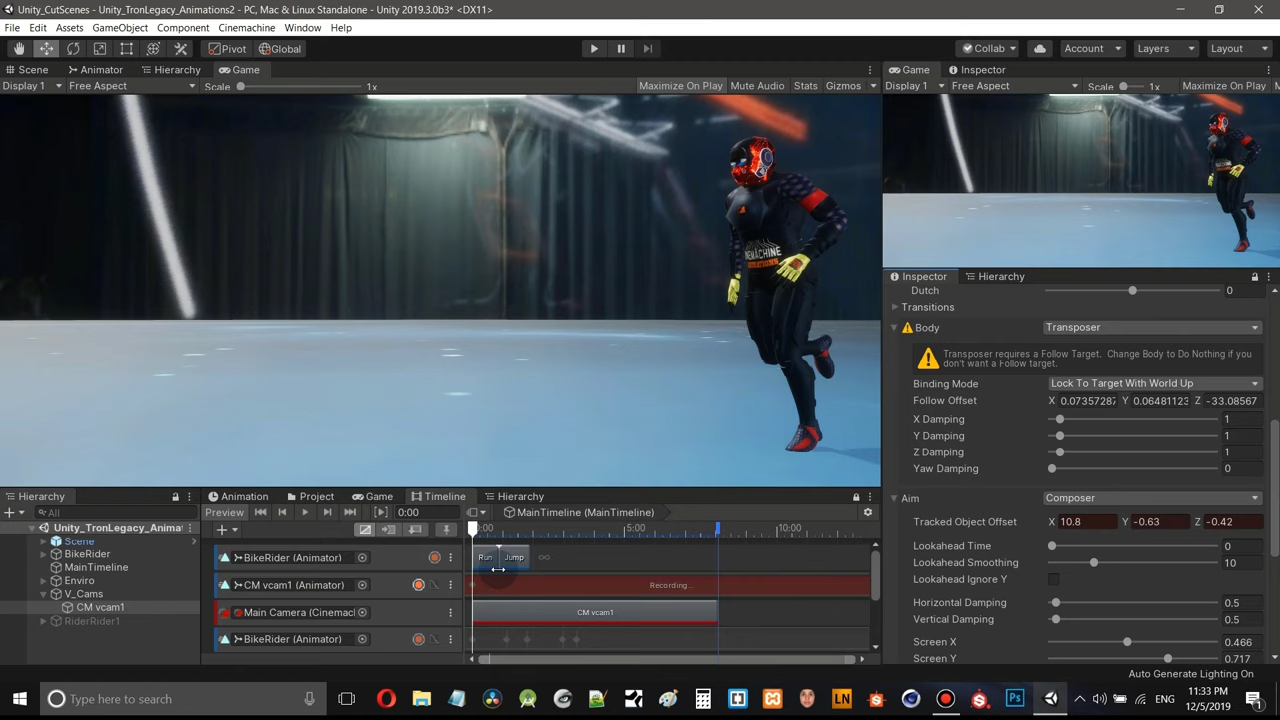 Unity_CutScenes - Unity_TronLegacy_Animations2 - PC, Mac & Linux Standalone - Unity 2019.3.0b3* <DX11>
File Edit Assets GameObject Component Cinemachine Window Help
Pivot Global Collab Account Layers Layout
Scene Animator Hierarchy Game Game Inspector
Display 1 Free Aspect Scale 1x Maximize On Play Mute Audio Stats Gizmos Display 1 Free Aspect Scale 1x Maximize On Play
Inspector Hierarchy
Dutch 0
Transitions
Body Transposer
Transposer requires a Follow Target. Change Body to Do Nothing if you
don't want a Follow target.
Binding Mode Lock To Target With World Up
Follow Offset X 0.0735728 Y 0.06481123 Z -33.08567
X Damping 1
Y Damping 1
Z Damping 1
Yaw Damping 0
Aim Composer
Tracked Object Offset X 10.8 Y -0.63 Z -0.42
Lookahead Time 0
Lookahead Smoothing 10
Lookahead Ignore Y
Horizontal Damping 0.5
Vertical Damping 0.5
Screen X 0.466
Screen Y 0.717
Hierarchy
All
Unity_TronLegacy_Anima
Scene
BikeRider
MainTimeline
Enviro
V_Cams
CM vcam1
RiderRider1
Animation Project Game Timeline Hierarchy
Preview 0:00 MainTimeline (MainTimeline)
0:00 5:00 10:00
BikeRider (Animator) Run Jump
CM vcam1 (Animator) Recording...
Main Camera (Cinemac CM vcam1
BikeRider (Animator)
Auto Generate Lighting On
Type here to search
ENG
11:33 PM
12/5/2019